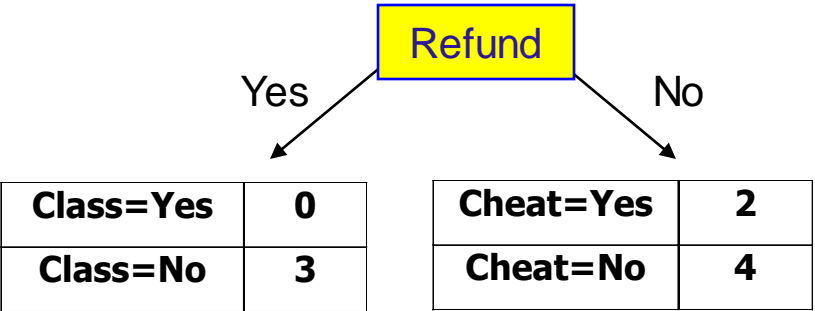 Refund
Yes No
Class=Yes 0 Cheat=Yes 2
Class=No 3 Cheat=No 4